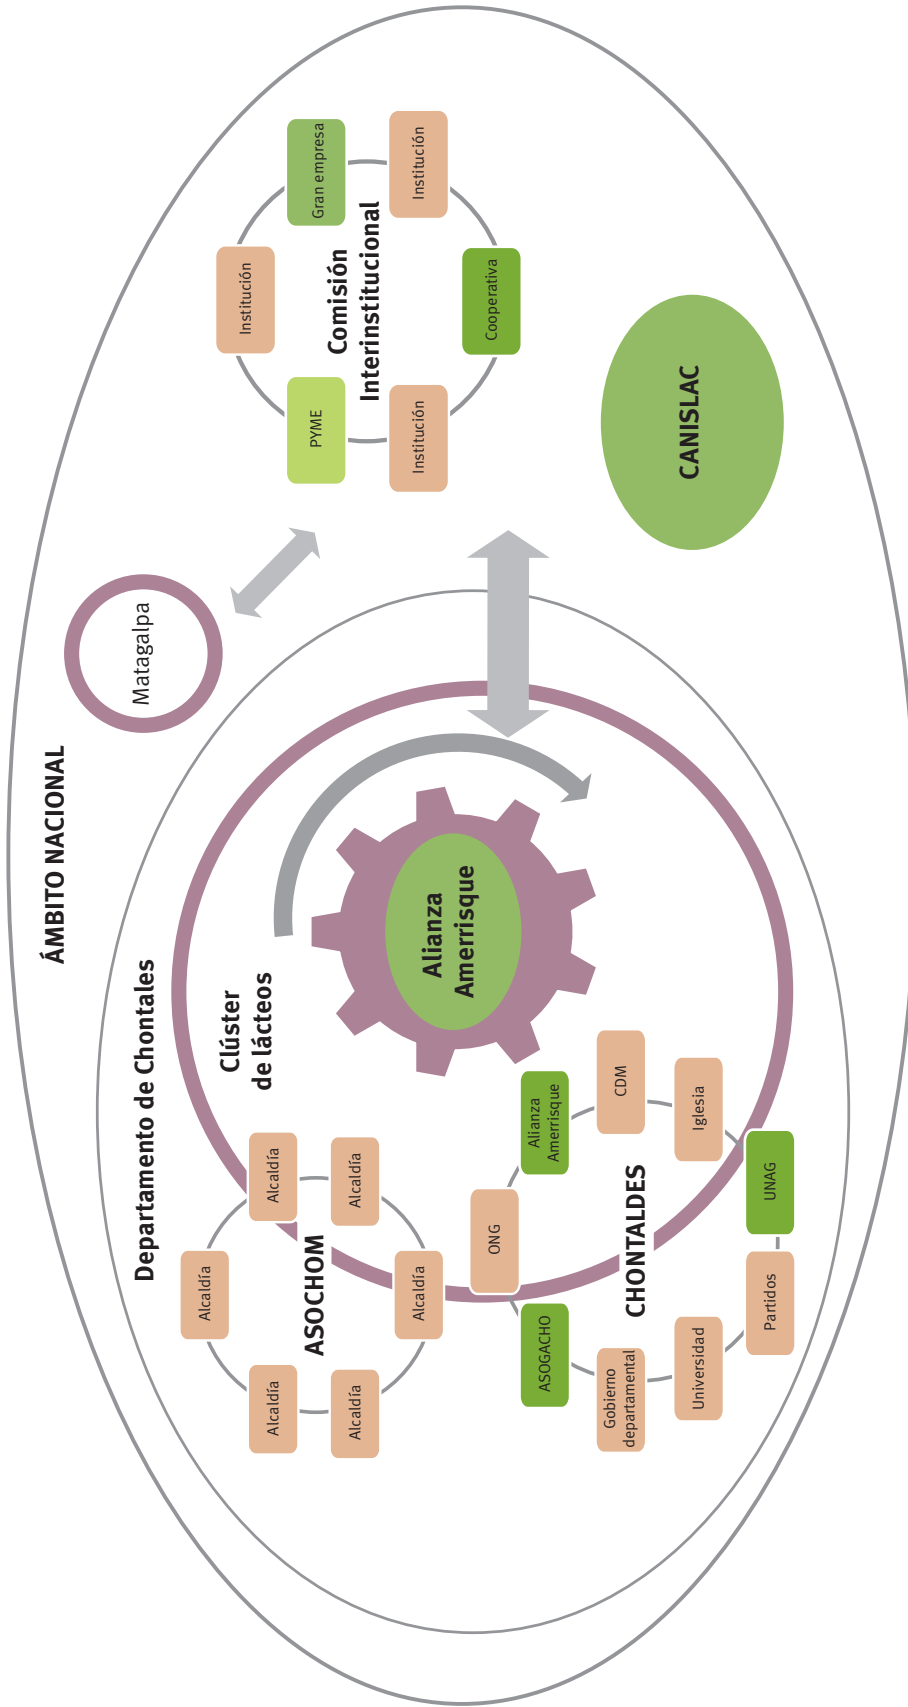 ÁMBITO NACIONAL
Departamento de Chontales
Matagalpa
Clúster
de lácteos
Alcaldía
Alcaldía
Alcaldía
Alcaldía
Alcaldía
Alcaldía
ASOCHOM
Alianza
Amerrisque
ONG
Alianza
Amerrisque
CDM
Iglesia
UNAG
Partidos
Universidad
Gobierno
departamental
ASOGACHO
CHONTALDES
Institución
Gran empresa
Institución
Cooperativa
Institución
PYME
Comisión
Interinstitucional
CANISLAC